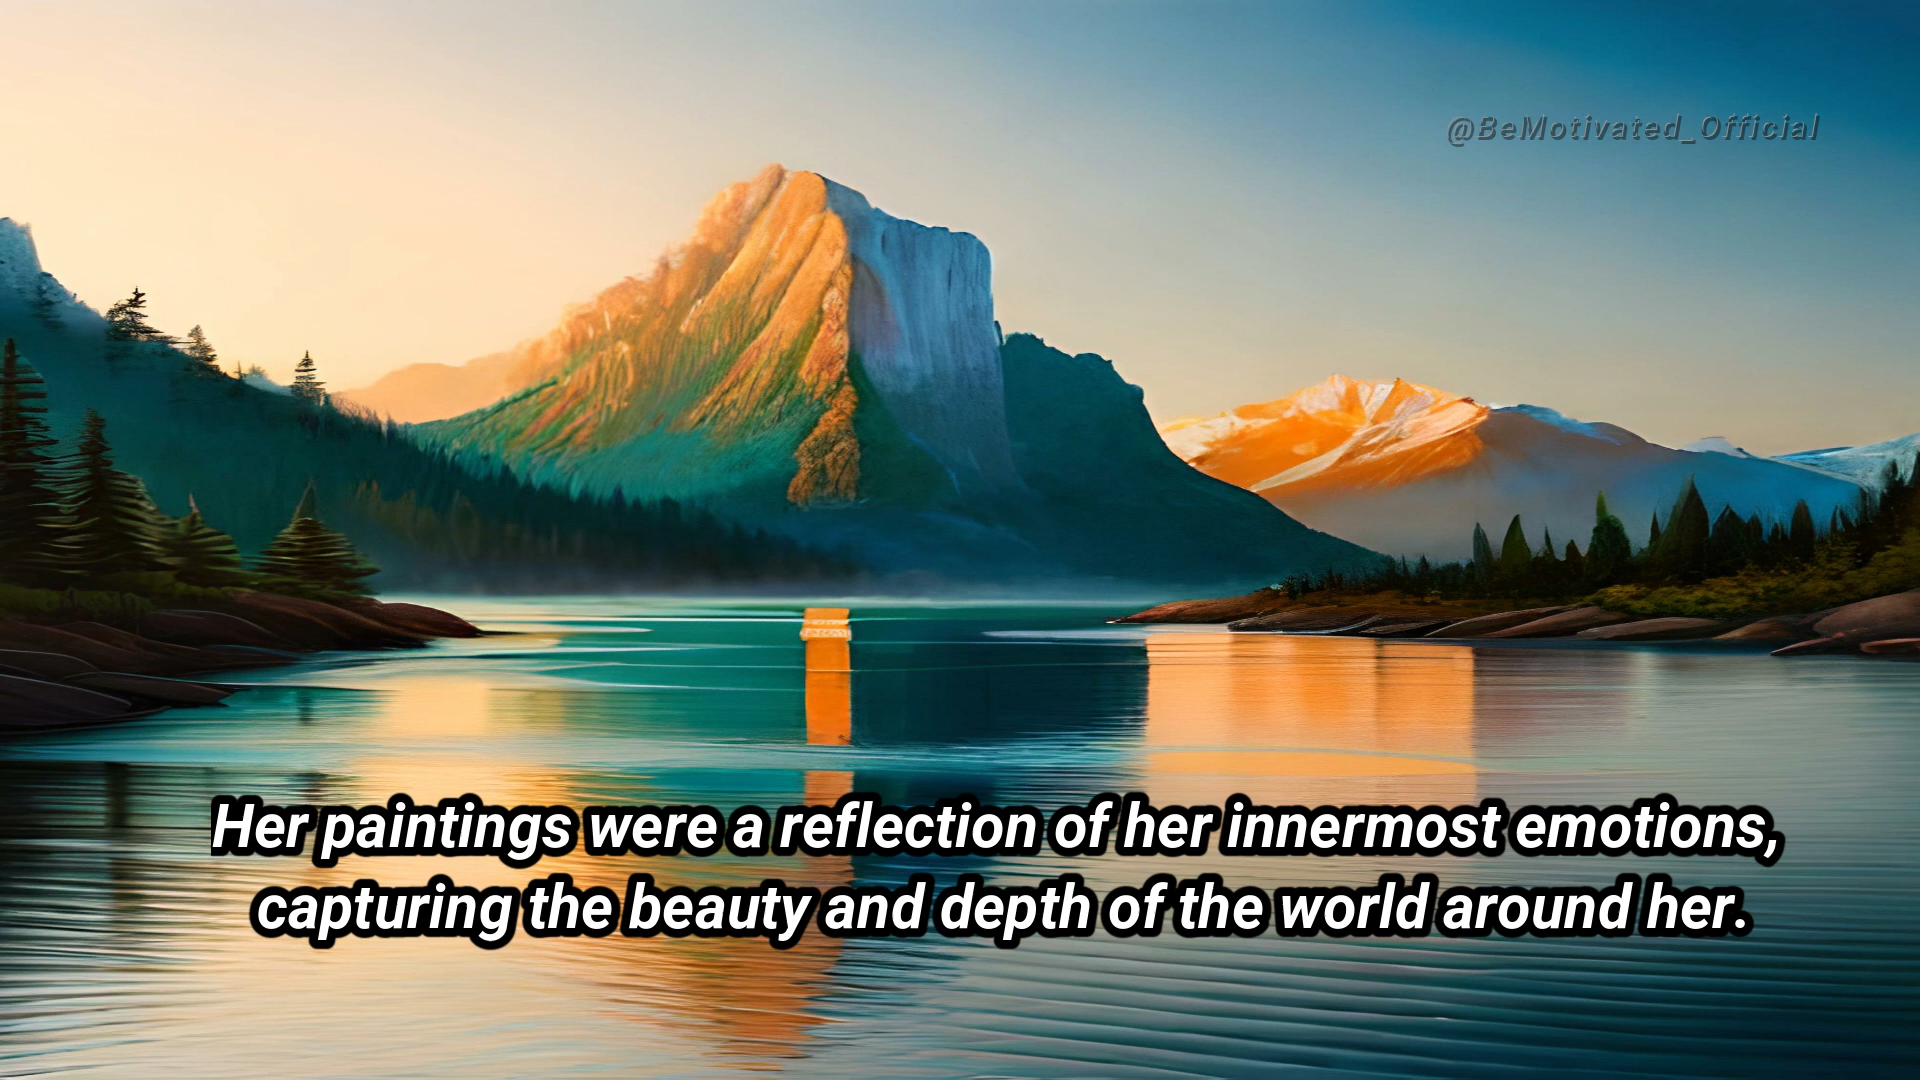 @BeMotivated_Official
Her paintings were a reflection of her innermost emotions,
capturing the beauty and depth of the world around her.